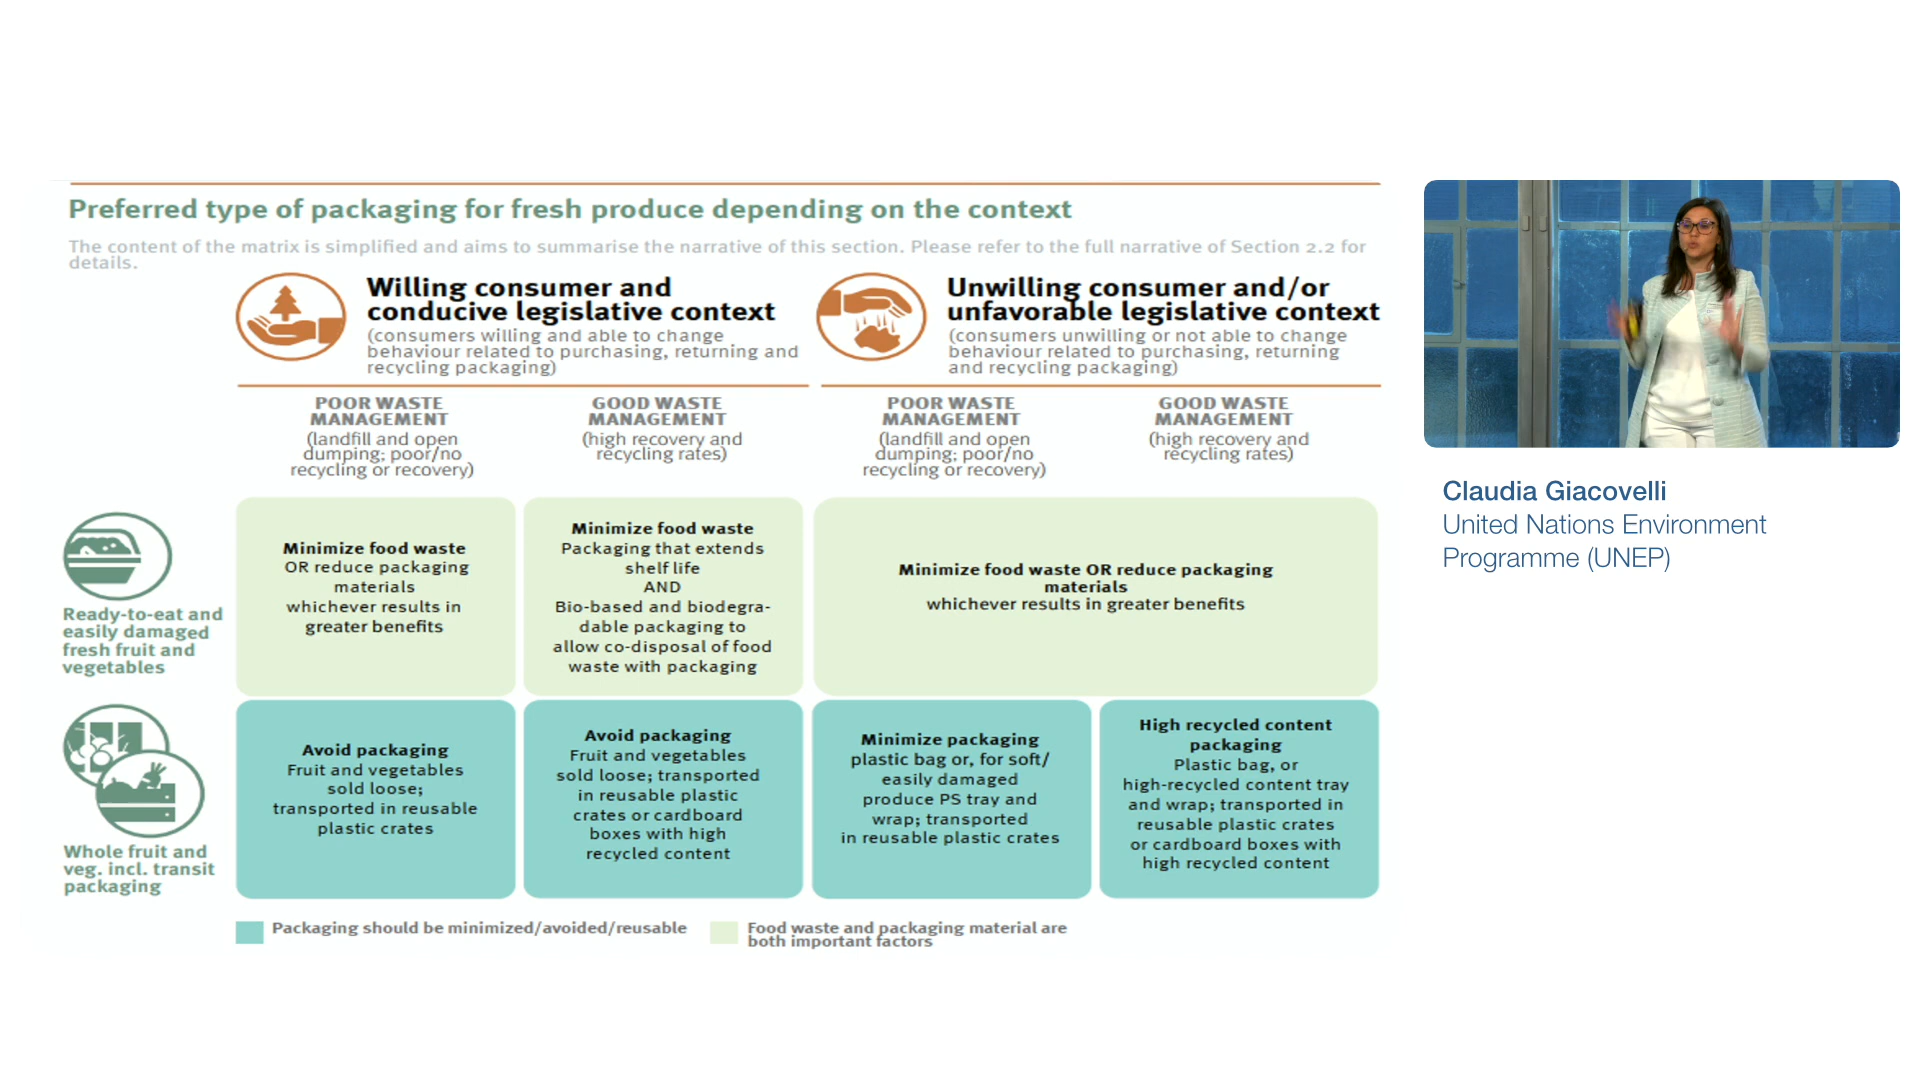 Preferred type of packaging for fresh produce depending on the context
The content of the matrix is simplified and aims to summarise the narrative of this section. Please refer to the full narrative of Section 2.2 for
details.
Willing consumer and
conducive legislative context
(consumers willing and able to change
behaviour related to purchasing, returning and
recycling packaging)
Unwilling consumer and/or
unfavorable legislative context
(consumers unwilling or not able to change
behaviour related to purchasing, returning
and recycling packaging)
POOR WASTE
MANAGEMENT
(landfill and open
dumping; poor/no
recycling or recovery)
GOOD WASTE
MANAGEMENT
(high recovery and
recycling rates)
POOR WASTE
MANAGEMENT
(landfill and open
dumping; poor/no
recycling or recovery)
GOOD WASTE
MANAGEMENT
(high recovery and
recycling rates)
Ready-to-eat and
easily damaged
fresh fruit and
vegetables
Minimize food waste
OR reduce packaging
materials
whichever results in
greater benefits
Minimize food waste
Packaging that extends
shelf life
AND
Bio-based and biodegra-
dable packaging to
allow co-disposal of food
waste with packaging
Minimize food waste OR reduce packaging
materials
whichever results in greater benefits
Whole fruit and
veg. incl. transit
packaging
Avoid packaging
Fruit and vegetables
sold loose;
transported in reusable
plastic crates
Avoid packaging
Fruit and vegetables
sold loose; transported
in reusable plastic
crates or cardboard
boxes with high
recycled content
Minimize packaging
plastic bag or, for soft/
easily damaged
produce PS tray and
wrap; transported
in reusable plastic crates
High recycled content
packaging
Plastic bag, or
high-recycled content tray
and wrap; transported in
reusable plastic crates
or cardboard boxes with
high recycled content
Packaging should be minimized/avoided/reusable
Food waste and packaging material are
both important factors
Claudia Giacovelli
United Nations Environment
Programme (UNEP)